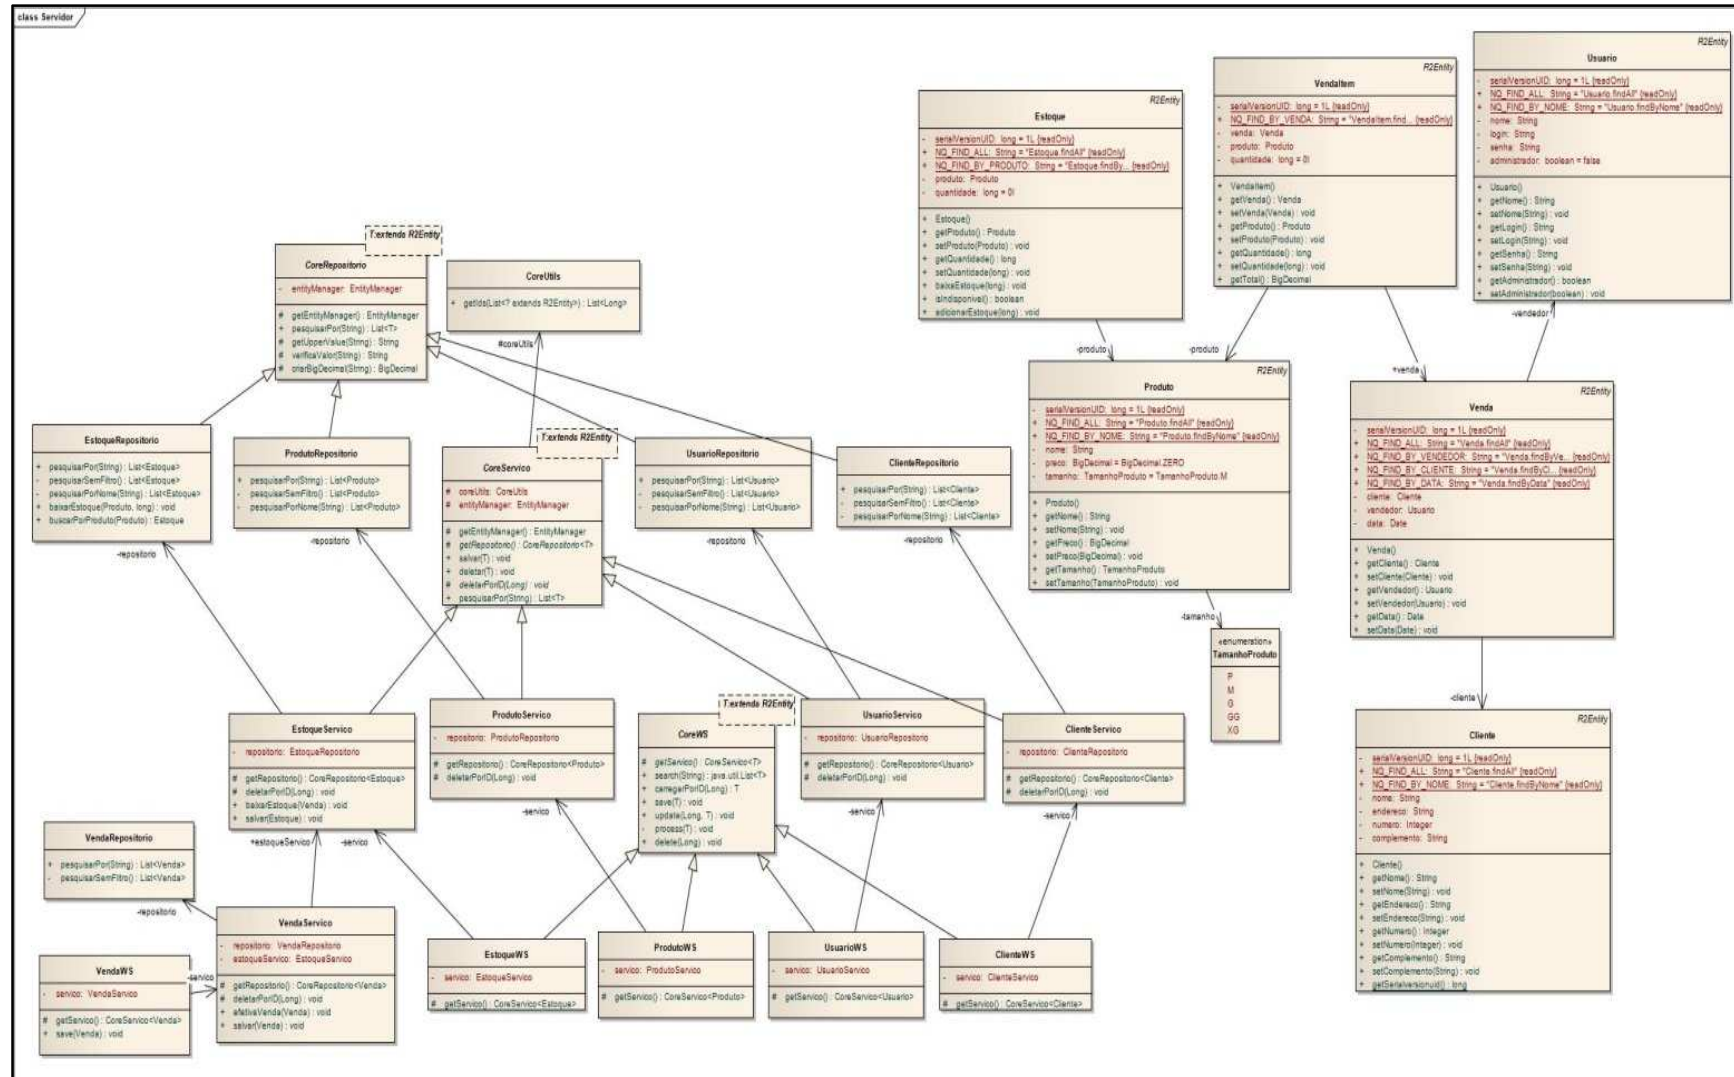 class Servidor
R2Entity
Estoque
- serialVersionUID: long = 1L {readOnly}
+ NQ_FIND_ALL: String = "Estoque.findAll" {readOnly}
+ NQ_FIND_BY_PRODUTO: String = "Estoque.findBy... {readOnly}
- produto: Produto
- quantidade: long = 0l
+ Estoque()
+ getProduto() : Produto
+ setProduto(Produto) : void
+ getQuantidade() : long
+ setQuantidade(long) : void
+ baixaEstoque(long) : void
+ isIndisponivel() : boolean
+ adicionarEstoque(long) : void
R2Entity
VendaItem
- serialVersionUID: long = 1L {readOnly}
+ NQ_FIND_BY_VENDA: String = "VendaItem.find... {readOnly}
- venda: Venda
- produto: Produto
- quantidade: long = 0l
+ VendaItem()
+ getVenda() : Venda
+ setVenda(Venda) : void
+ getProduto() : Produto
+ setProduto(Produto) : void
+ getQuantidade() : long
+ setQuantidade(long) : void
+ getTotal() : BigDecimal
R2Entity
Usuario
- serialVersionUID: long = 1L {readOnly}
+ NQ_FIND_ALL: String = "Usuario.findAll" {readOnly}
+ NQ_FIND_BY_NOME: String = "Usuario.findByNome" {readOnly}
- nome: String
- login: String
- senha: String
- administrador: boolean = false
+ Usuario()
+ getNome() : String
+ setNome(String) : void
+ getLogin() : String
+ setLogin(String) : void
+ getSenha() : String
+ setSenha(String) : void
+ getAdministrador() : boolean
+ setAdministrador(boolean) : void
T:extends R2Entity
CoreRepositorio
- entityManager: EntityManager
# getEntityManager() : EntityManager
+ pesquisarPor(String) : List<T>
# getUpperValue(String) : String
# verificaValor(String) : String
# criarBigDecimal(String) : BigDecimal
CoreUtils
+ getIds(List<? extends R2Entity>) : List<Long>
#coreUtils
-produto
-produto
+venda
-vendedor
R2Entity
Produto
- serialVersionUID: long = 1L {readOnly}
+ NQ_FIND_ALL: String = "Produto.findAll" {readOnly}
+ NQ_FIND_BY_NOME: String = "Produto.findByNome" {readOnly}
- nome: String
- preco: BigDecimal = BigDecimal.ZERO
- tamanho: TamanhoProduto = TamanhoProduto.M
+ Produto()
+ getNome() : String
+ setNome(String) : void
+ getPreco() : BigDecimal
+ setPreco(BigDecimal) : void
+ getTamanho() : TamanhoProduto
+ setTamanho(TamanhoProduto) : void
R2Entity
Venda
- serialVersionUID: long = 1L {readOnly}
+ NQ_FIND_ALL: String = "Venda.findAll" {readOnly}
+ NQ_FIND_BY_VENDEDOR: String = "Venda.findByVe... {readOnly}
+ NQ_FIND_BY_CLIENTE: String = "Venda.findByCl... {readOnly}
+ NQ_FIND_BY_DATA: String = "Venda.findByData" {readOnly}
- cliente: Cliente
- vendedor: Usuario
- data: Date
+ Venda()
+ getCliente() : Cliente
+ setCliente(Cliente) : void
+ getVendedor() : Usuario
+ setVendedor(Usuario) : void
+ getData() : Date
+ setData(Date) : void
EstoqueRepositorio
+ pesquisarPor(String) : List<Estoque>
- pesquisarSemFiltro() : List<Estoque>
- pesquisarPorNome(String) : List<Estoque>
+ baixarEstoque(Produto, long) : void
+ buscarPorProduto(Produto) : Estoque
-repositorio
ProdutoRepositorio
+ pesquisarPor(String) : List<Produto>
- pesquisarSemFiltro() : List<Produto>
- pesquisarPorNome(String) : List<Produto>
-repositorio
T:extends R2Entity
CoreServico
# coreUtils: CoreUtils
# entityManager: EntityManager
# getEntityManager() : EntityManager
# getRepositorio() : CoreRepositorio<T>
+ salvar(T) : void
+ deletar(T) : void
# deletarPorID(Long) : void
+ pesquisarPor(String) : List<T>
UsuarioRepositorio
+ pesquisarPor(String) : List<Usuario>
- pesquisarSemFiltro() : List<Usuario>
- pesquisarPorNome(String) : List<Usuario>
-repositorio
ClienteRepositorio
+ pesquisarPor(String) : List<Cliente>
- pesquisarSemFiltro() : List<Cliente>
- pesquisarPorNome(String) : List<Cliente>
-repositorio
-tamanho
«enumeration»
TamanhoProduto
P
M
G
GG
XG
-cliente
R2Entity
Cliente
- serialVersionUID: long = 1L {readOnly}
+ NQ_FIND_ALL: String = "Cliente.findAll" {readOnly}
+ NQ_FIND_BY_NOME: String = "Cliente.findByNome" {readOnly}
- nome: String
- endereco: String
- numero: Integer
- complemento: String
+ Cliente()
+ getNome() : String
+ setNome(String) : void
+ getEndereco() : String
+ setEndereco(String) : void
+ getNumero() : Integer
+ setNumero(Integer) : void
+ getComplemento() : String
+ setComplemento(String) : void
+ getSerialversionuid() : long
EstoqueServico
- repositorio: EstoqueRepositorio
# getRepositorio() : CoreRepositorio<Estoque>
# deletarPorID(Long) : void
+ baixarEstoque(Venda) : void
+ salvar(Estoque) : void
+estoqueServico
-servico
ProdutoServico
- repositorio: ProdutoRepositorio
# getRepositorio() : CoreRepositorio<Produto>
# deletarPorID(Long) : void
-servico
T:extends R2Entity
CoreWS
# getServico() : CoreServico<T>
+ search(String) : java.util.List<T>
+ carregarPorID(Long) : T
+ save(T) : void
+ update(Long, T) : void
- process(T) : void
+ delete(Long) : void
UsuarioServico
- repositorio: UsuarioRepositorio
# getRepositorio() : CoreRepositorio<Usuario>
# deletarPorID(Long) : void
-servico
ClienteServico
- repositorio: ClienteRepositorio
# getRepositorio() : CoreRepositorio<Cliente>
# deletarPorID(Long) : void
-servico
VendaRepositorio
+ pesquisarPor(String) : List<Venda>
- pesquisarSemFiltro() : List<Venda>
-repositorio
VendaServico
- repositorio: VendaRepositorio
- estoqueServico: EstoqueServico
# getRepositorio() : CoreRepositorio<Venda>
# deletarPorID(Long) : void
+ efetivaVenda(Venda) : void
+ salvar(Venda) : void
VendaWS
- servico: VendaServico
# getServico() : CoreServico<Venda>
+ save(Venda) : void
-servico
EstoqueWS
- servico: EstoqueServico
# getServico() : CoreServico<Estoque>
ProdutoWS
- servico: ProdutoServico
# getServico() : CoreServico<Produto>
UsuarioWS
- servico: UsuarioServico
# getServico() : CoreServico<Usuario>
ClienteWS
- servico: ClienteServico
# getServico() : CoreServico<Cliente>